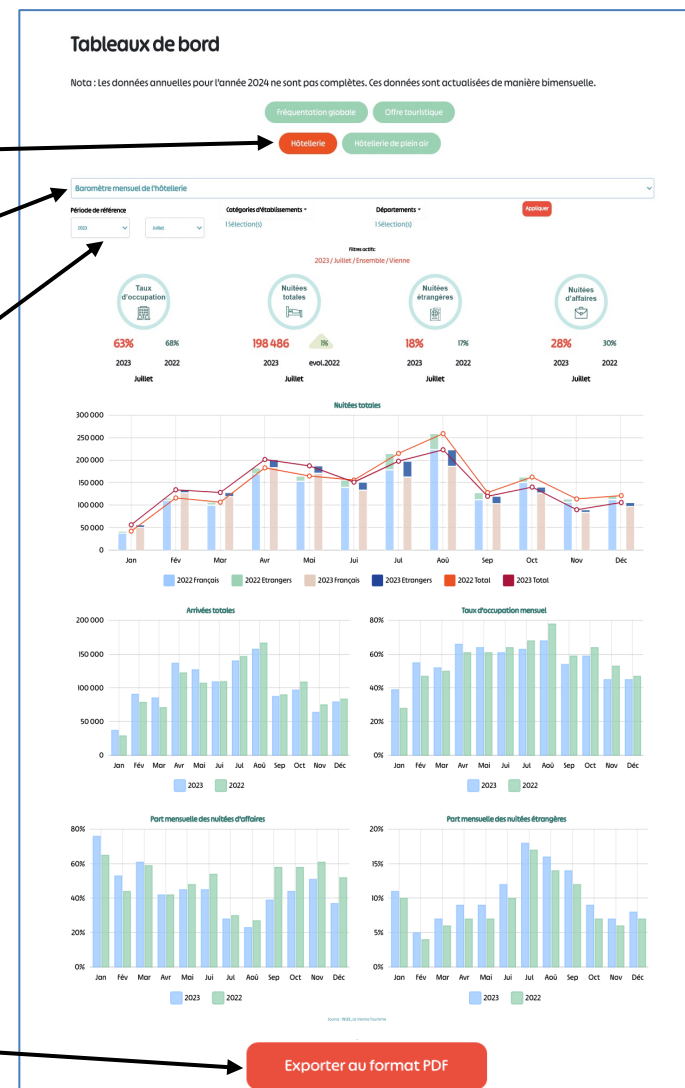 Tableaux de bord
Nota : Les données annuelles pour l'année 2024 ne sont pas complètes. Ces données sont actualisées de manière bimensuelle.
Fréquentation globale Offre touristique
Hôtellerie Hôtellerie de plein air
Baromètre mensuel de l'hôtellerie
Période de référence Catégories d'établissements Départements Appliquer
2023 Juillet 1 Sélection(s) 1 Sélection(s)
Filtres actifs:
2023 / Juillet / Ensemble / Vienne
Taux d'occupation Nuitées totales Nuitées étrangères Nuitées d'affaires
63% 68% 198 486 1% 18% 17% 28% 30%
2023 2022 2023 evol.2022 2023 2022 2023 2022
Juillet Juillet Juillet Juillet
Nuitées totales
300 000
250 000
200 000
150 000
100 000
50 000
0
Jan Fév Mar Avr Mai Jui Jul Aoû Sep Oct Nov Déc
2022 Français 2022 Etrangers 2023 Français 2023 Etrangers 2022 Total 2023 Total
Arrivées totales
200 000
150 000
100 000
50 000
0
Jan Fév Mar Avr Mai Jui Jul Aoû Sep Oct Nov Déc
2023 2022
Taux d'occupation mensuel
80%
60%
40%
20%
0%
Jan Fév Mar Avr Mai Jui Jul Aoû Sep Oct Nov Déc
2023 2022
Part mensuelle des nuitées d'affaires
80%
60%
40%
20%
0%
Jan Fév Mar Avr Mai Jui Jul Aoû Sep Oct Nov Déc
2023 2022
Part mensuelle des nuitées étrangères
20%
15%
10%
5%
0%
Jan Fév Mar Avr Mai Jui Jul Aoû Sep Oct Nov Déc
2023 2022
Source : INSEE, La Vienne Tourisme
Exporter au format PDF